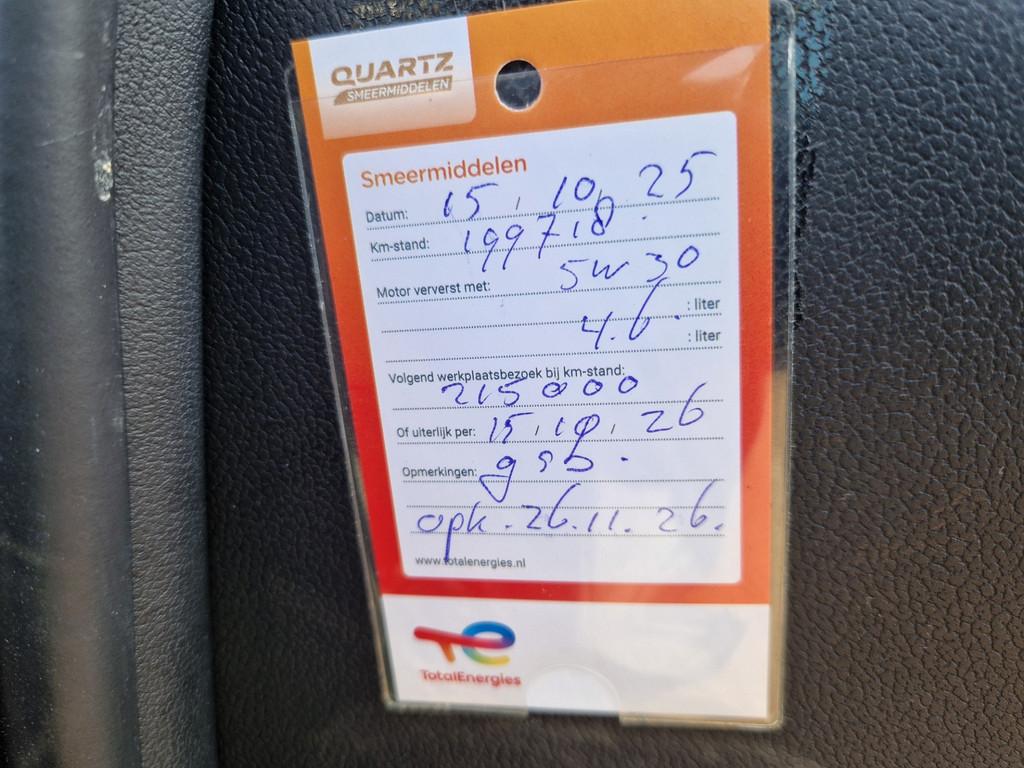 QUARTZ
SMEERMIDDELEN
Smeermiddelen
Datum: 15. 10. 25
Km-stand: 199718
Motor ververst met: 5W30
: liter
4.6. : liter
Volgend werkplaatsbezoek bij km-stand:
215000
Of uiterlijk per: 15.10.26
Opmerkingen: gsb.
opk. 26.11.26.
www.totalenergies.nl
TotalEnergies